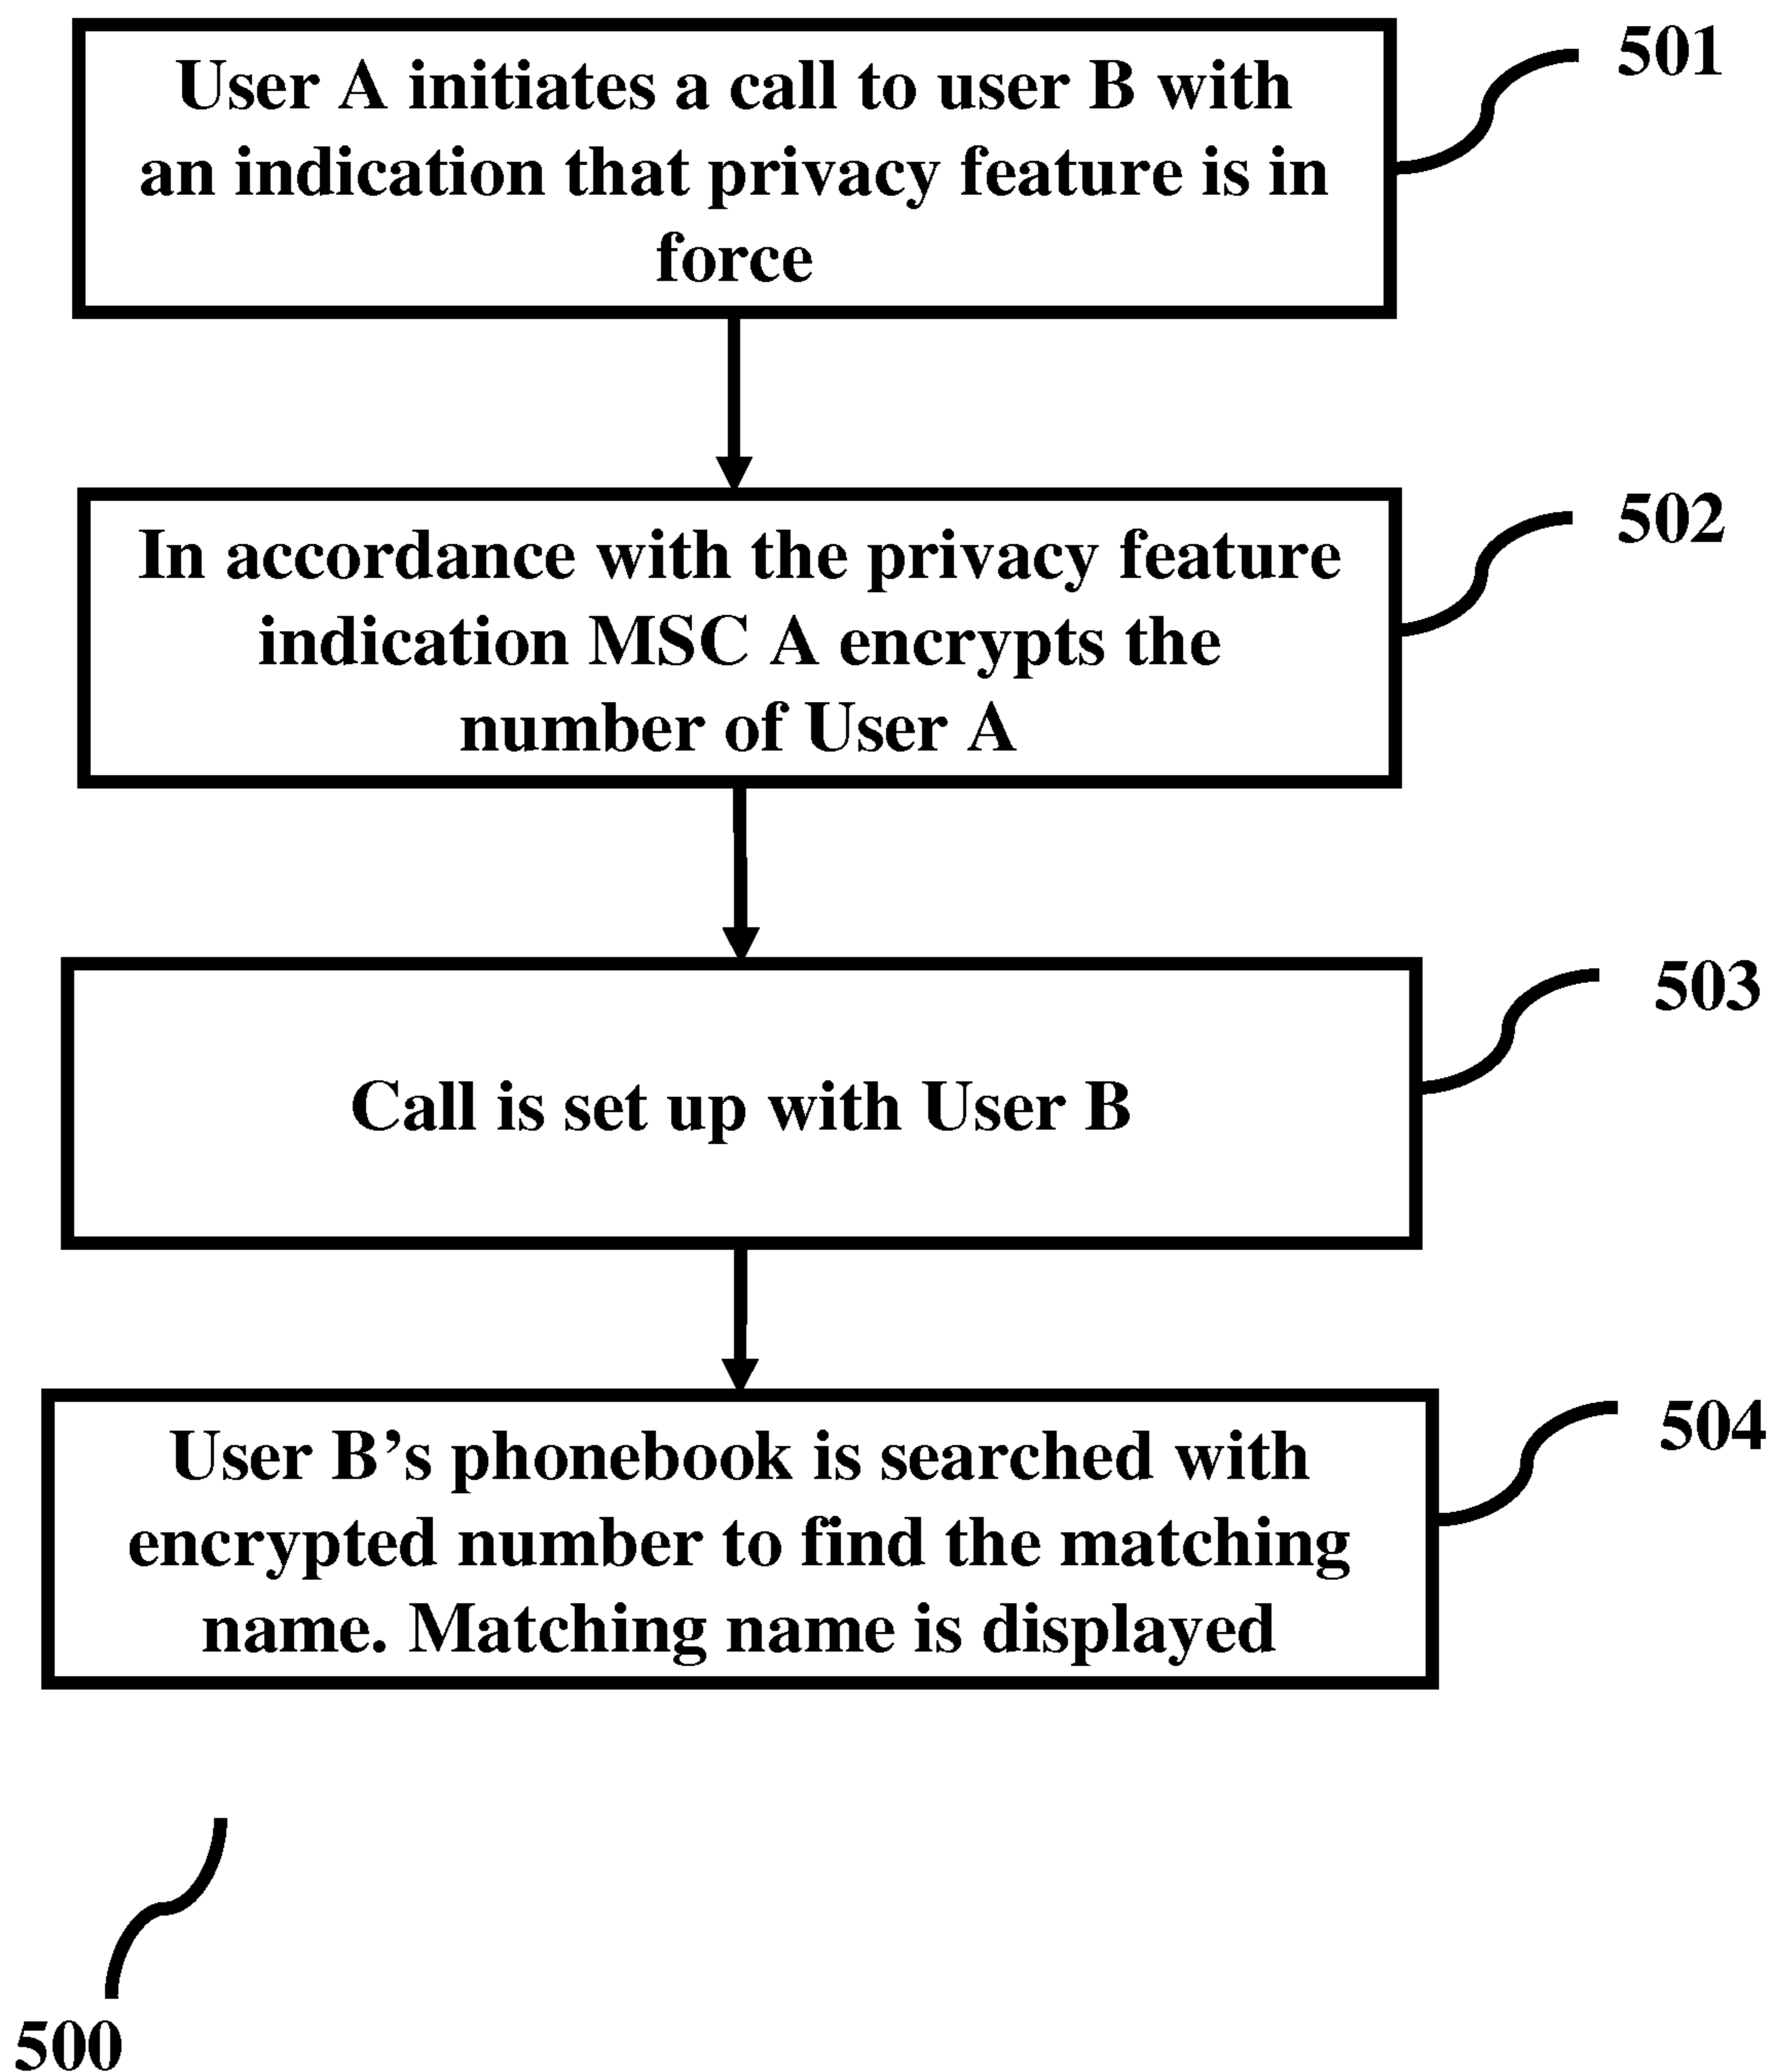 User A initiates a call to user B with
an indication that privacy feature is in
force
501
In accordance with the privacy feature
indication MSC A encrypts the
number of User A
502
Call is set up with User B
503
User B’s phonebook is searched with
encrypted number to find the matching
name. Matching name is displayed
504
500